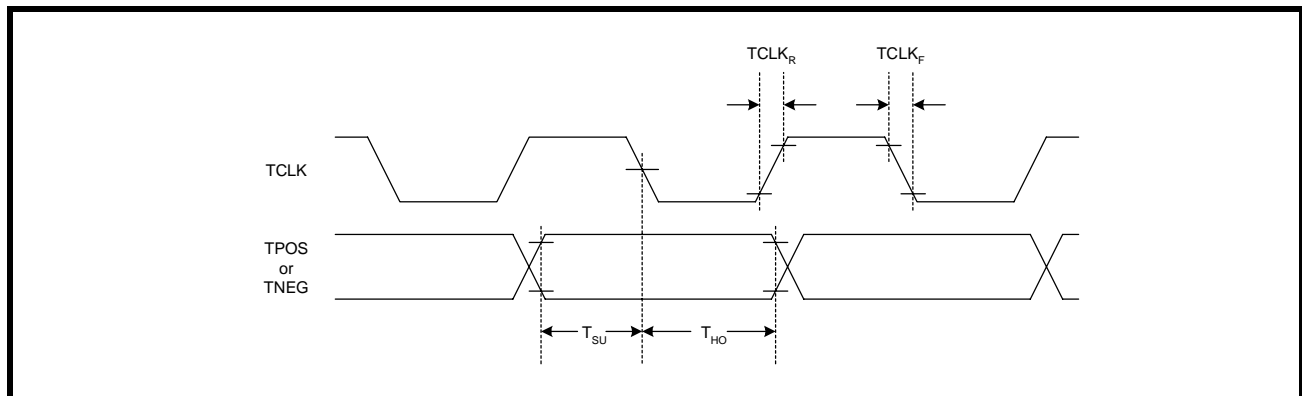 TCLKR
TCLKF
TCLK
TPOS
or
TNEG
TSU
THO